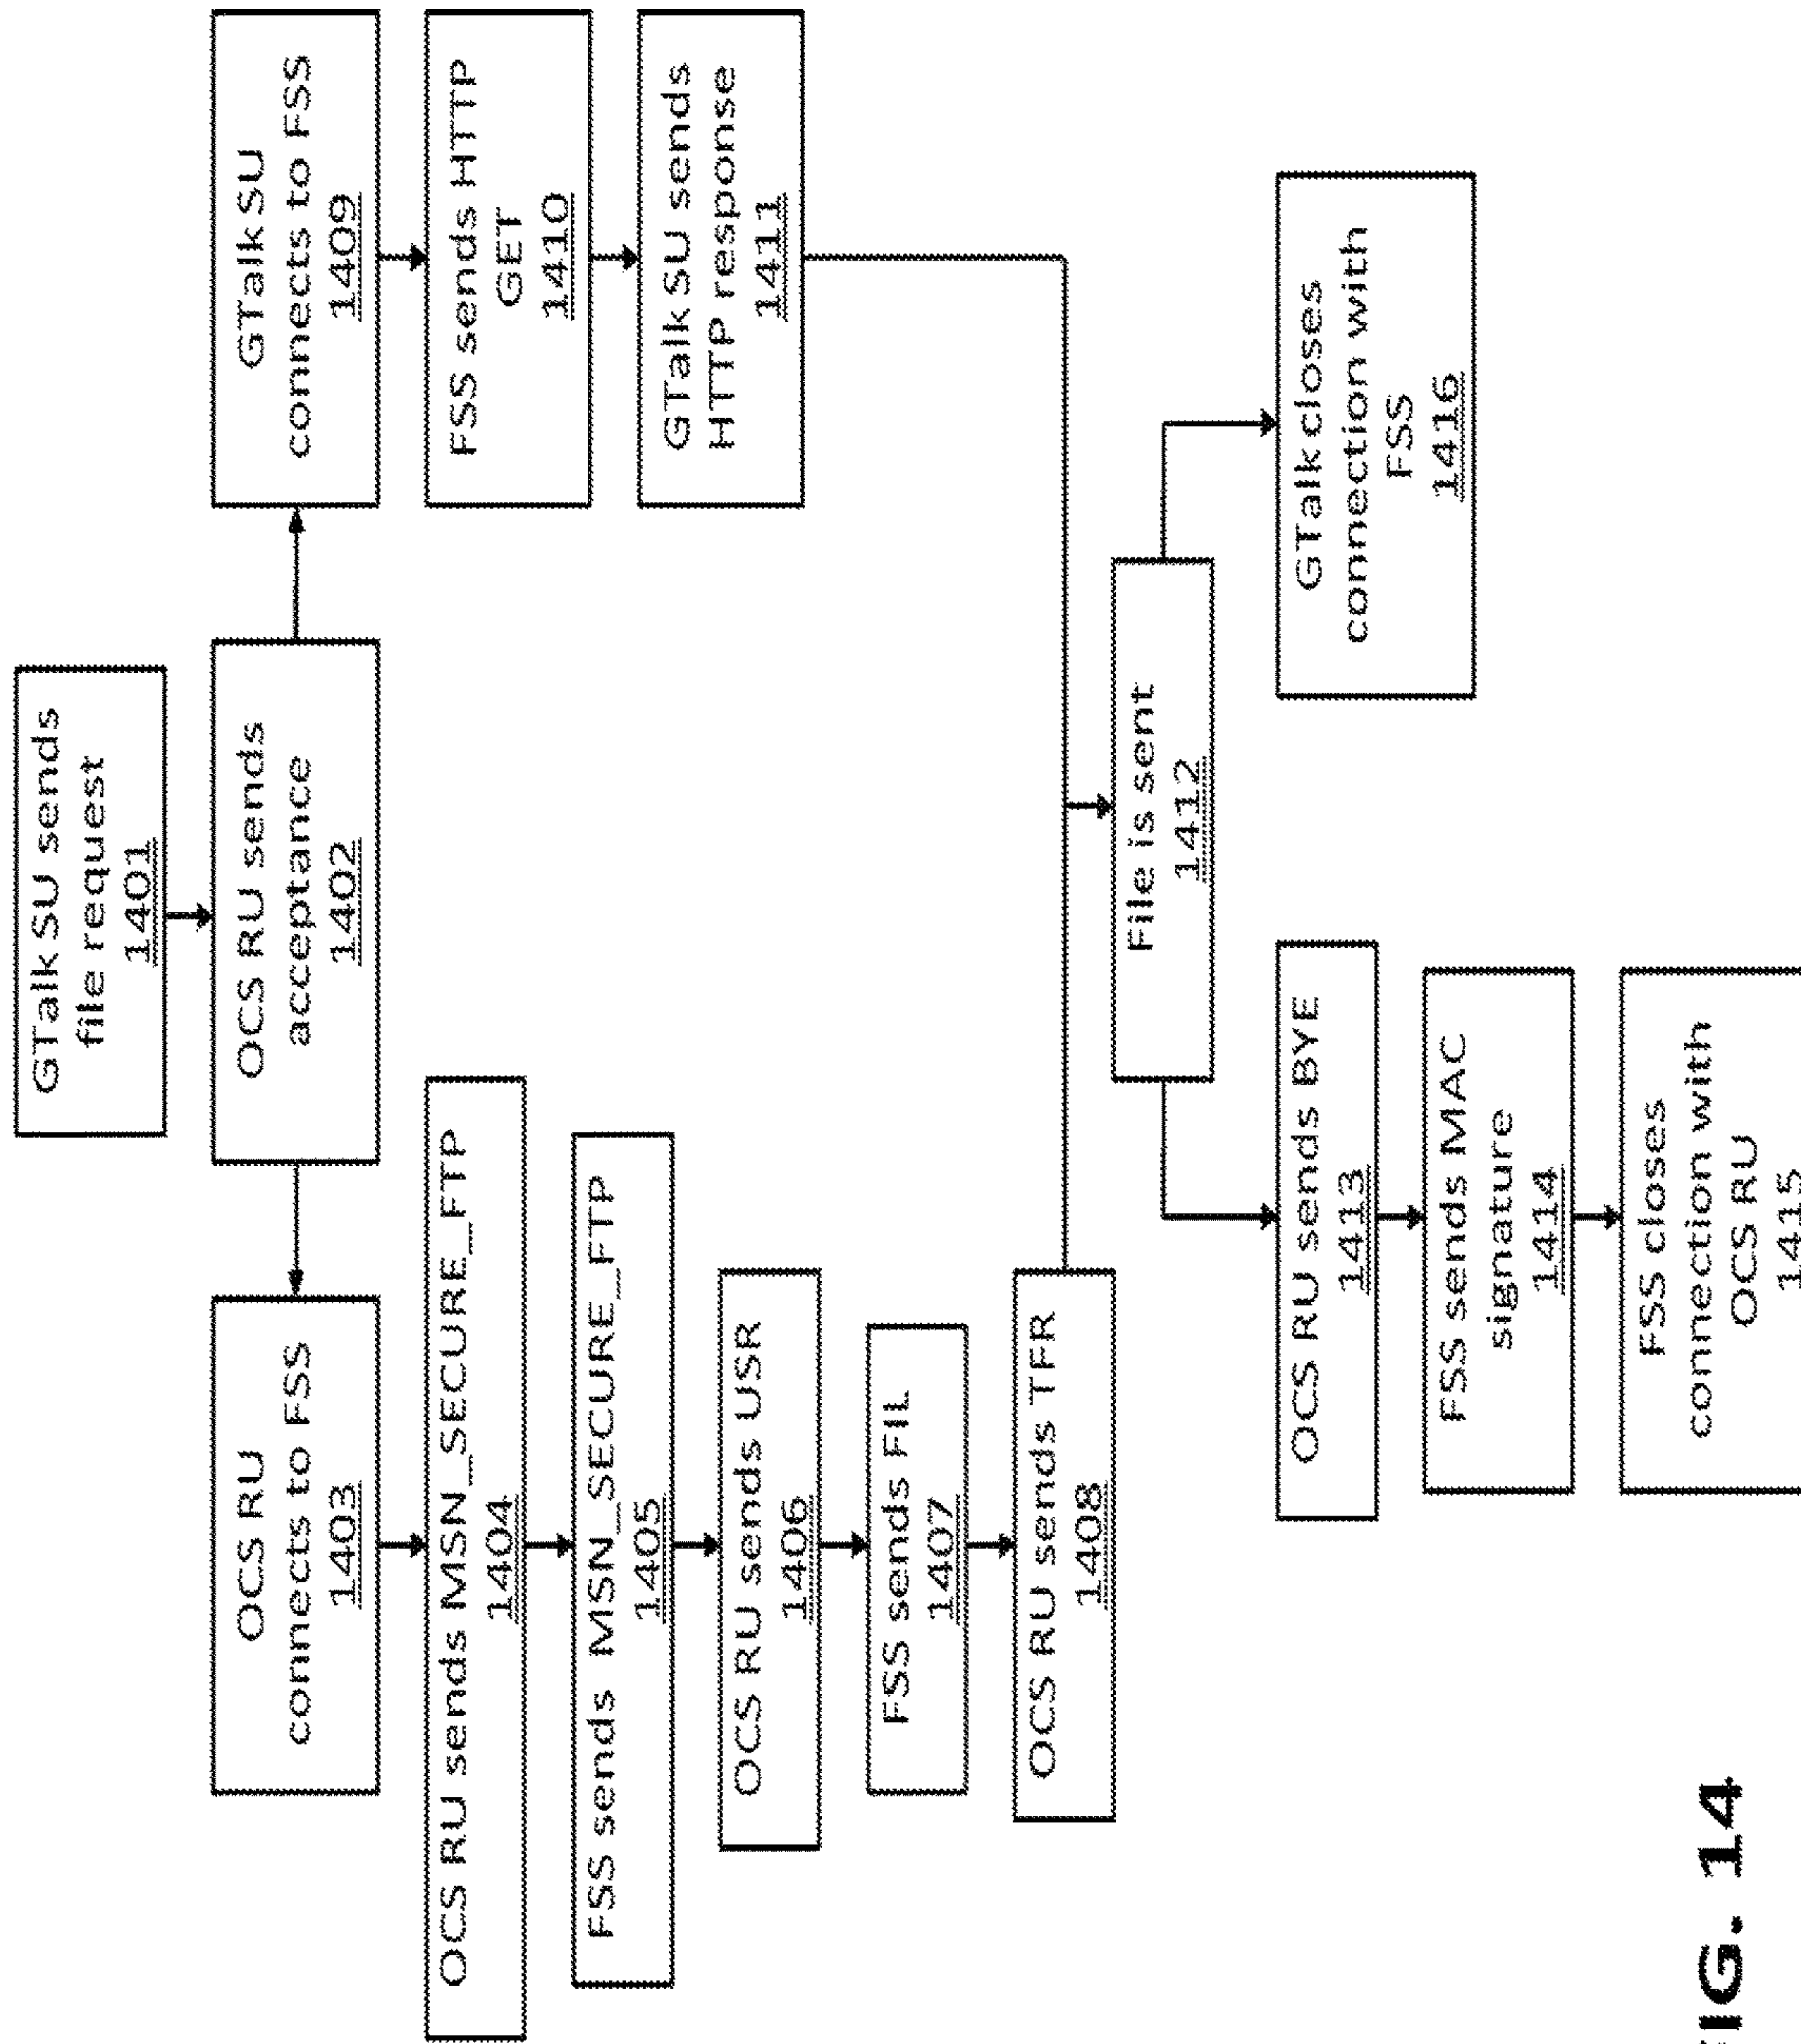 GTalk SU sends
file request
1401
OCS RU sends
acceptance
1402
OCS RU
connects to FSS
1403
OCS RU sends MSN_SECURE_FTP
1404
FSS sends MSN_SECURE_FTP
1405
OCS RU sends USR
1406
FSS sends FIL
1407
OCS RU sends TFR
1408
GTalk SU
connects to FSS
1409
FSS sends HTTP
GET
1410
GTalk SU sends
HTTP response
1411
File is sent
1412
OCS RU sends BYE
1413
FSS sends MAC
signature
1414
FSS closes
connection with
OCS RU
1415
GTalk closes
connection with
FSS
1416
FIG. 14